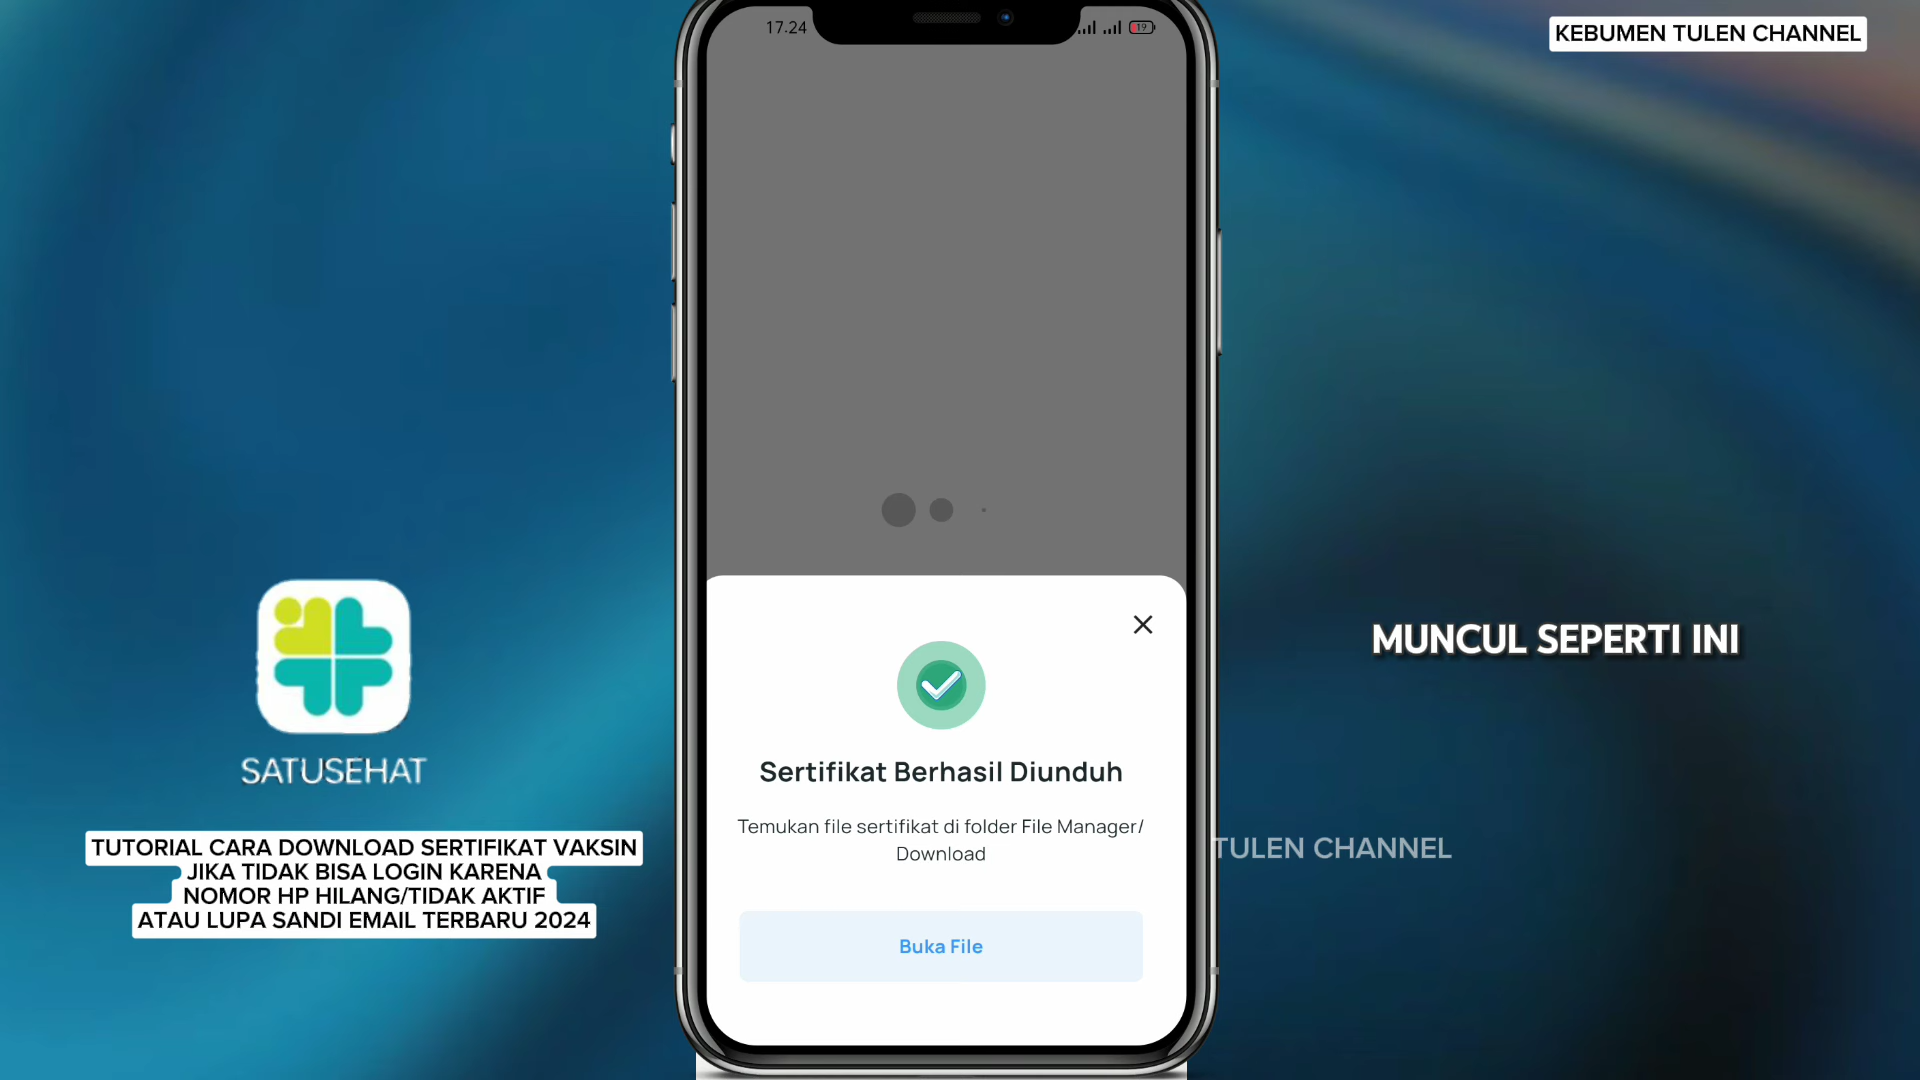 17.24
19
KEBUMEN TULEN CHANNEL
MUNCUL SEPERTI INI
SATUSEHAT
Sertifikat Berhasil Diunduh
Temukan file sertifikat di folder File Manager/
Download
TULEN CHANNEL
TUTORIAL CARA DOWNLOAD SERTIFIKAT VAKSIN
JIKA TIDAK BISA LOGIN KARENA
NOMOR HP HILANG/TIDAK AKTIF
ATAU LUPA SANDI EMAIL TERBARU 2024
Buka File